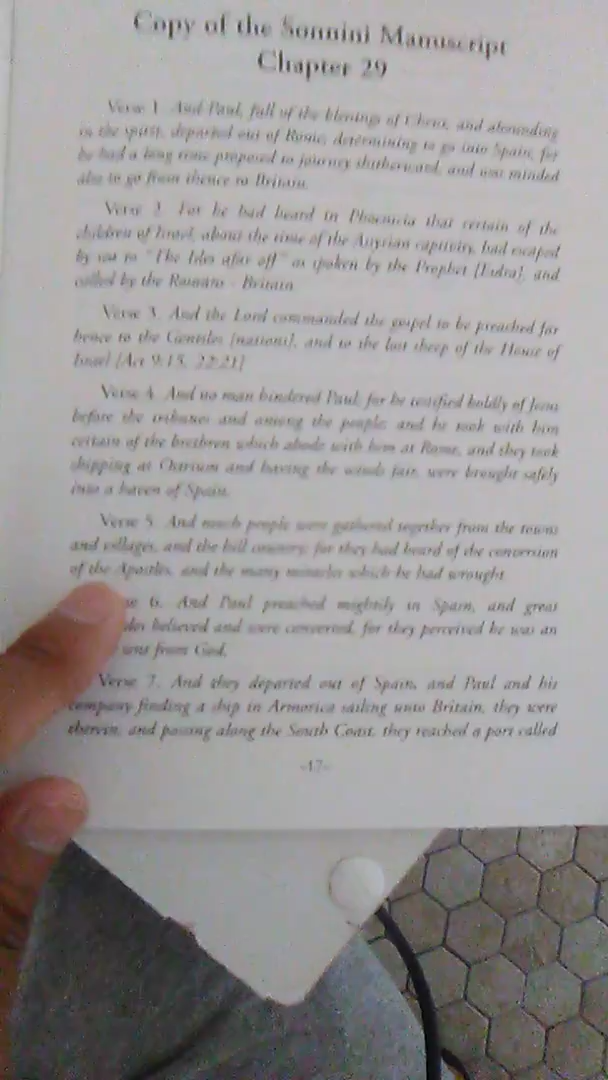 Copy of the Sonnini Manuscript
Chapter 29
Verse 1. And Paul, full of the blessings of Christ, and abounding
in the spirit, departed out of Rome, determining to go into Spain, for
he had a long time proposed to journey thitherward, and was minded
also to go from thence to Britain.
Verse 2. For he had heard in Phoenicia that certain of the
children of Israel, about the time of the Assyrian captivity, had escaped
by sea to "The Isles afar off" as spoken by the Prophet [Esdra], and
called by the Romans - Britain.
Verse 3. And the Lord commanded the gospel to be preached far
hence to the Gentiles [nations], and to the lost sheep of the House of
Israel [Act 9:15, 22:21]
Verse 4. And no man hindered Paul; for he testified boldly of Jesus
before the tribunes and among the people; and he took with him
certain of the brethren which abode with him at Rome, and they took
shipping at Ostrium and having the winds fair, were brought safely
into a haven of Spain.
Verse 5. And much people were gathered together from the towns
and villages, and the hill country; for they had heard of the conversion
of the Apostles, and the many miracles which he had wrought.
6. And Paul preached mightily in Spain, and great
believed and were converted, for they perceived he was an
sent from God.
Verse 7. And they departed out of Spain, and Paul and his
company finding a ship in Armorica sailing unto Britain, they were
therein, and passing along the South Coast, they reached a port called
-17-